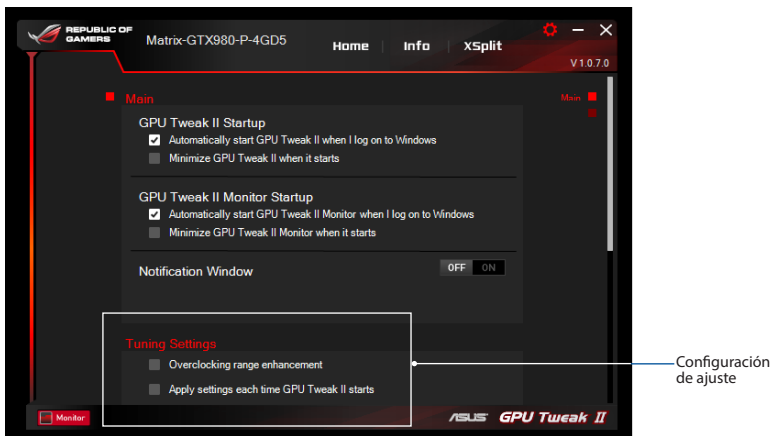 REPUBLIC OF
GAMERS
Matrix-GTX980-P-4GD5
Home
Info
XSplit
V 1.0.7.0
Main
Main
GPU Tweak II Startup
Automatically start GPU Tweak II when I log on to Windows
Minimize GPU Tweak II when it starts
GPU Tweak II Monitor Startup
Automatically start GPU Tweak II Monitor when I log on to Windows
Minimize GPU Tweak II Monitor when it starts
Notification Window
OFF ON
Tuning Settings
Overclocking range enhancement
Apply settings each time GPU Tweak II starts
Configuración
de ajuste
Monitor
ASUS GPU Tweak II